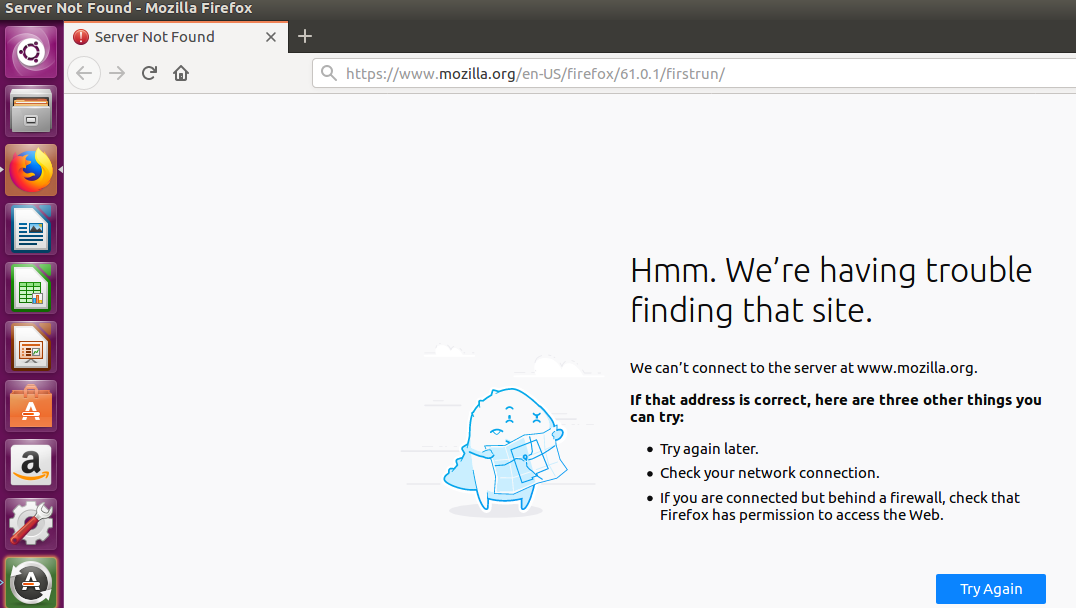 Server Not Found - Mozilla Firefox
Server Not Found
https://www.mozilla.org/en-US/firefox/61.0.1/firstrun/
Hmm. We’re having trouble
finding that site.
We can’t connect to the server at www.mozilla.org.
If that address is correct, here are three other things you
can try:
• Try again later.
• Check your network connection.
• If you are connected but behind a firewall, check that
Firefox has permission to access the Web.
Try Again
a